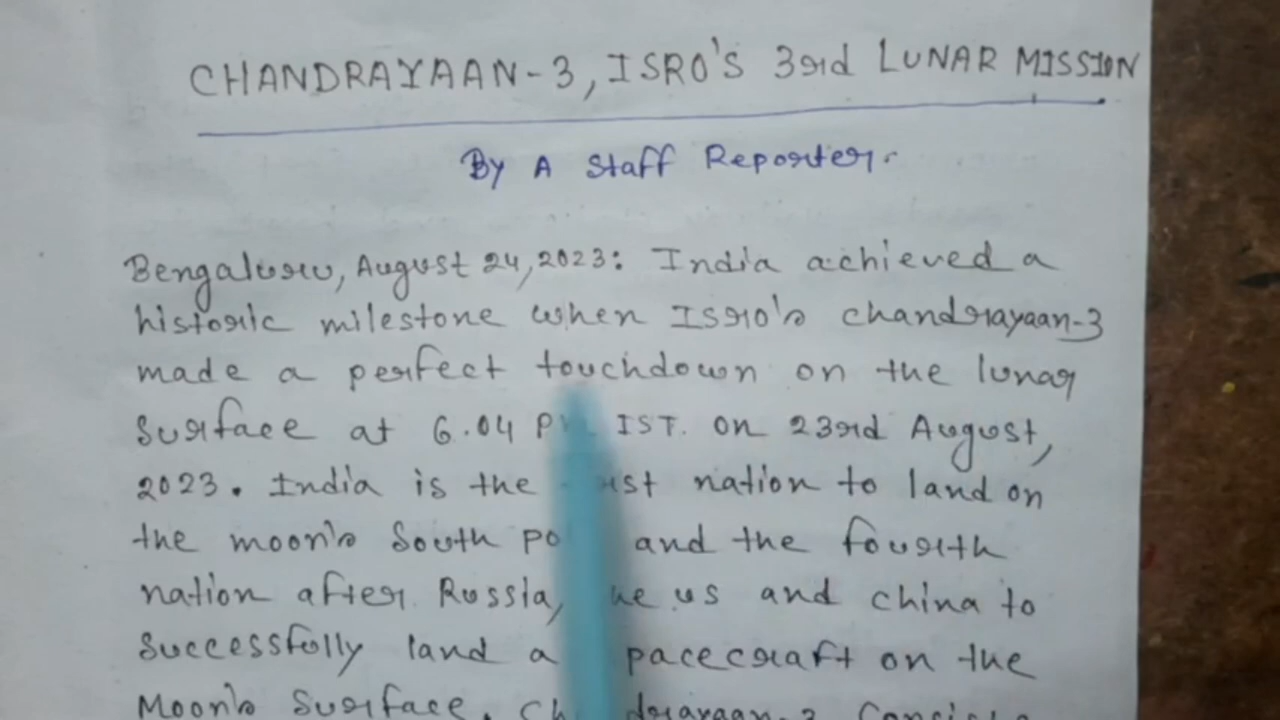 CHANDRAYAAN-3, ISRO'S 3rd LUNAR MISSION
By A Staff Reporter.
Bengaluru, August 24, 2023: India achieved a
historic milestone when Isro's chandrayaan-3
made a perfect touchdown on the lunar
surface at 6.04 PM IST. on 23rd August,
2023. India is the nation to land on
the moon's South and the fourth
nation after Russia, us and china to
successfully land a on the
Moon's Surface.